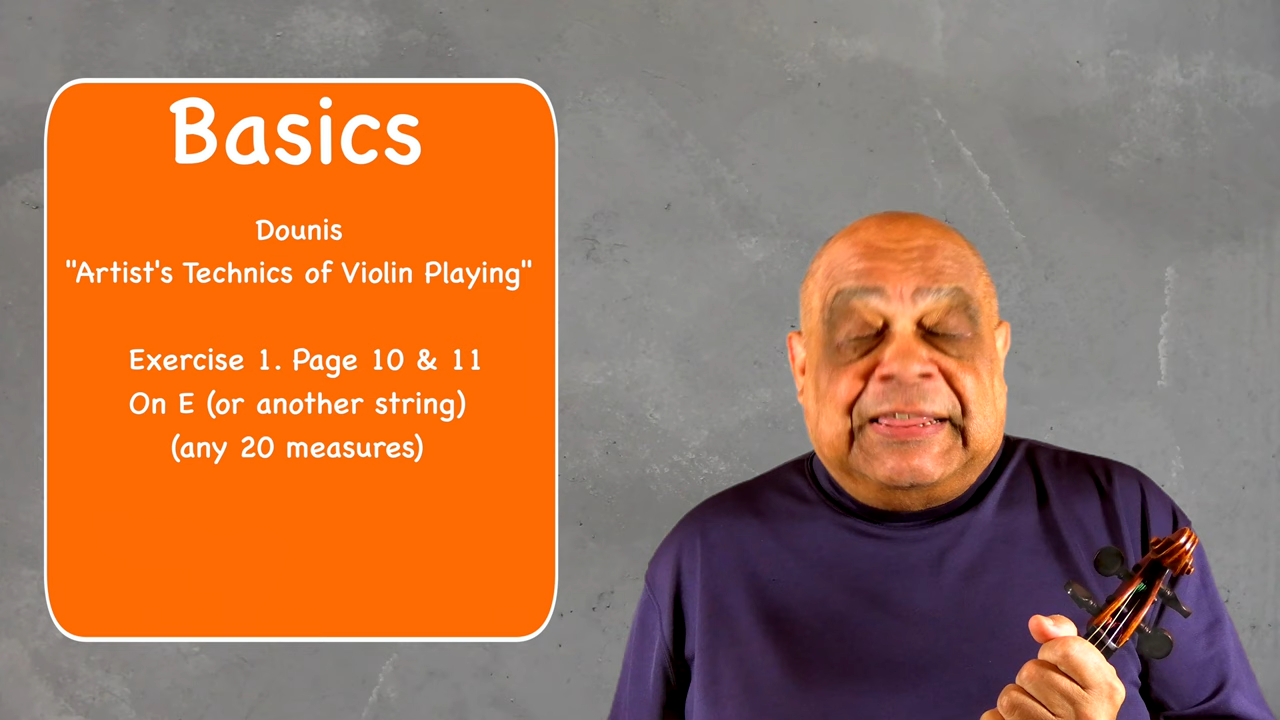 Basics
Dounis
"Artist's Technics of Violin Playing"
Exercise 1. Page 10 & 11
On E (or another string)
(any 20 measures)